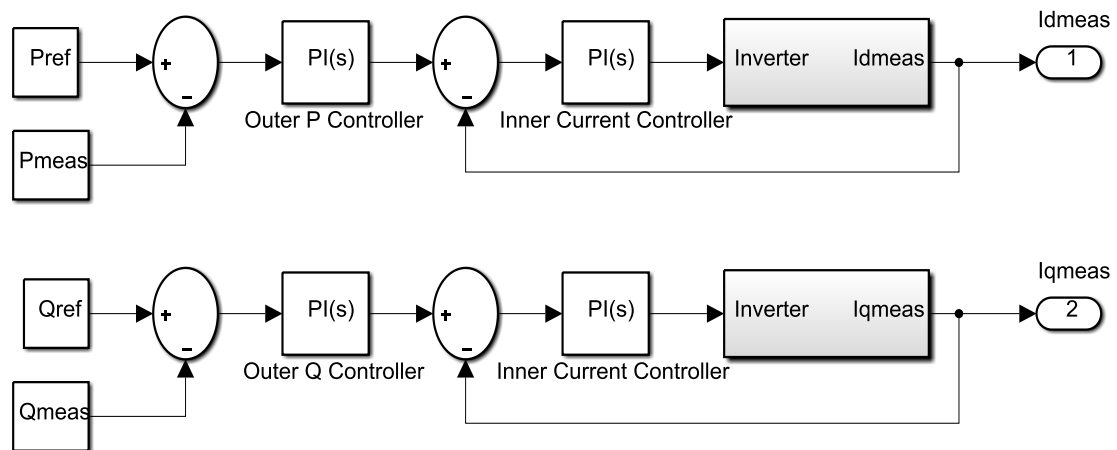 Idmeas
Pref
+
-
PI(s)
+
-
PI(s)
Inverter Idmeas
1
Outer P Controller
Inner Current Controller
Pmeas
Iqmeas
Qref
+
-
PI(s)
+
-
PI(s)
Inverter Iqmeas
2
Outer Q Controller
Inner Current Controller
Qmeas